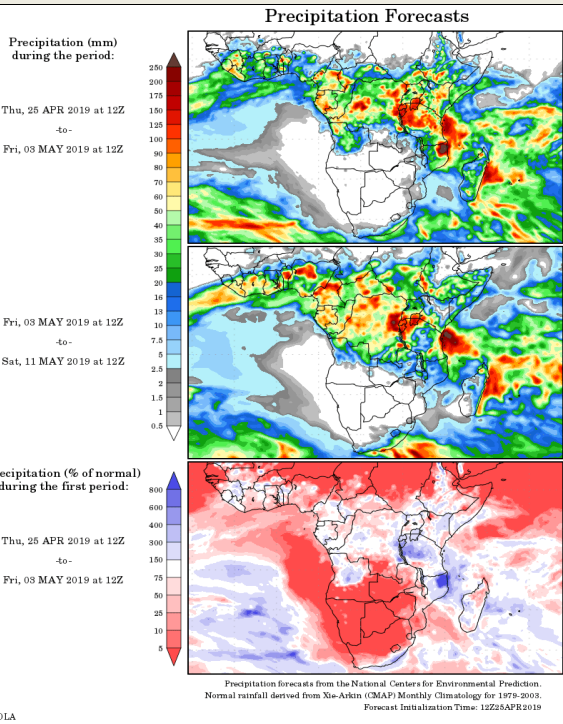 Precipitation Forecasts
Precipitation (mm)
during the period:
Thu, 25 APR 2019 at 12Z
-to-
Fri, 03 MAY 2019 at 12Z
250
200
175
150
125
100
90
80
70
60
50
40
35
30
25
20
16
13
10
7.5
5
2.5
2
1.5
1
0.5
Fri, 03 MAY 2019 at 12Z
-to-
Sat, 11 MAY 2019 at 12Z
ecipitation (% of normal)
during the first period:
Thu, 25 APR 2019 at 12Z
-to-
Fri, 03 MAY 2019 at 12Z
800
600
400
300
150
75
50
25
10
5
Precipitation forecasts from the National Centers for Environmental Prediction.
Normal rainfall derived from Xie-Arkin (CMAP) Monthly Climatology for 1979-2003.
Forecast Initialization Time: 12Z25APR2019
OLA